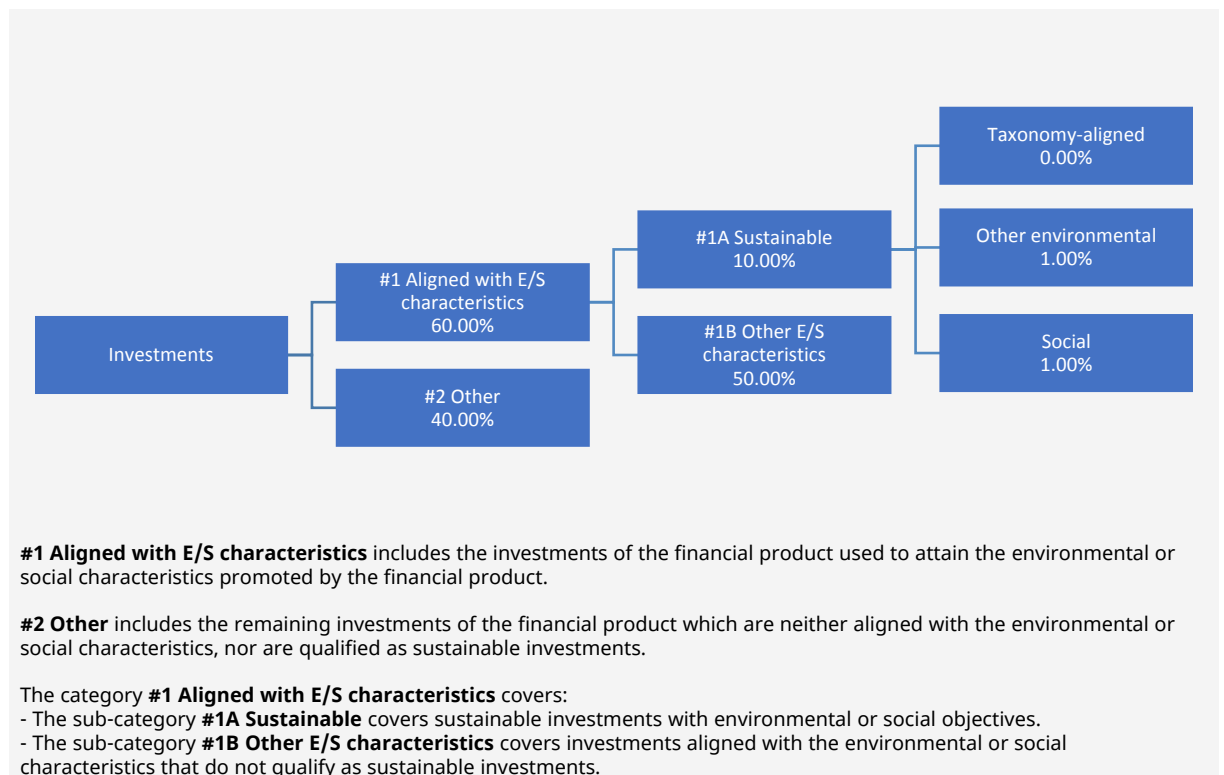 Investments
#1 Aligned with E/S
characteristics
60.00%
#2 Other
40.00%
#1A Sustainable
10.00%
#1B Other E/S
characteristics
50.00%
Taxonomy-aligned
0.00%
Other environmental
1.00%
Social
1.00%
#1 Aligned with E/S characteristics includes the investments of the financial product used to attain the environmental or
social characteristics promoted by the financial product.
#2 Other includes the remaining investments of the financial product which are neither aligned with the environmental or
social characteristics, nor are qualified as sustainable investments.
The category #1 Aligned with E/S characteristics covers:
- The sub-category #1A Sustainable covers sustainable investments with environmental or social objectives.
- The sub-category #1B Other E/S characteristics covers investments aligned with the environmental or social
characteristics that do not qualify as sustainable investments.